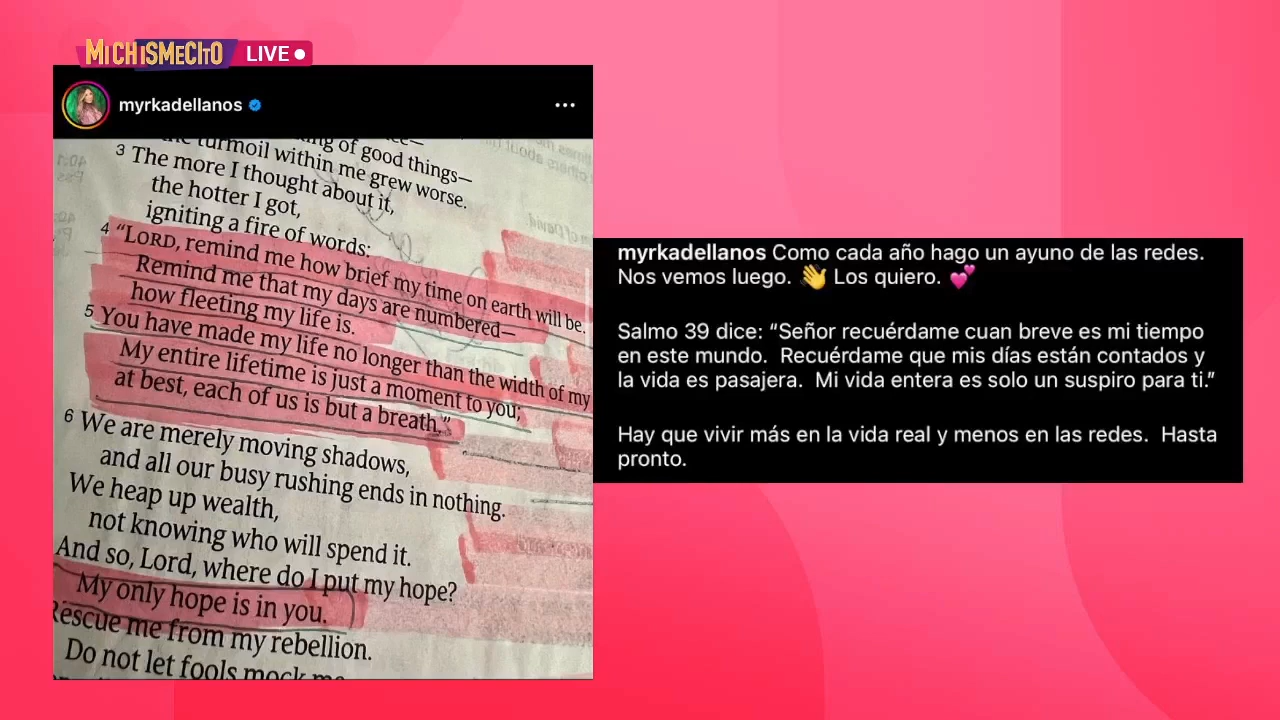 MICHISMECITO LIVE
myrkadellanos
of good things—
the turmoil within me grew worse.
3 The more I thought about it,
the hotter I got,
igniting a fire of words:
4 “LORD, remind me how brief my time on earth will be.
Remind me that my days are numbered—
how fleeting my life is.
5 You have made my life no longer than the width of my
My entire lifetime is just a moment to you;
at best, each of us is but a breath.”
6 We are merely moving shadows,
and all our busy rushing ends in nothing.
We heap up wealth,
not knowing who will spend it.
And so, Lord, where do I put my hope?
My only hope is in you.
Rescue me from my rebellion.
Do not let fools mock me
myrkadellanos Como cada año hago un ayuno de las redes.
Nos vemos luego. 👋 Los quiero. 💕
Salmo 39 dice: “Señor recuérdame cuan breve es mi tiempo
en este mundo. Recuérdame que mis días están contados y
la vida es pasajera. Mi vida entera es solo un suspiro para ti.”
Hay que vivir más en la vida real y menos en las redes. Hasta
pronto.